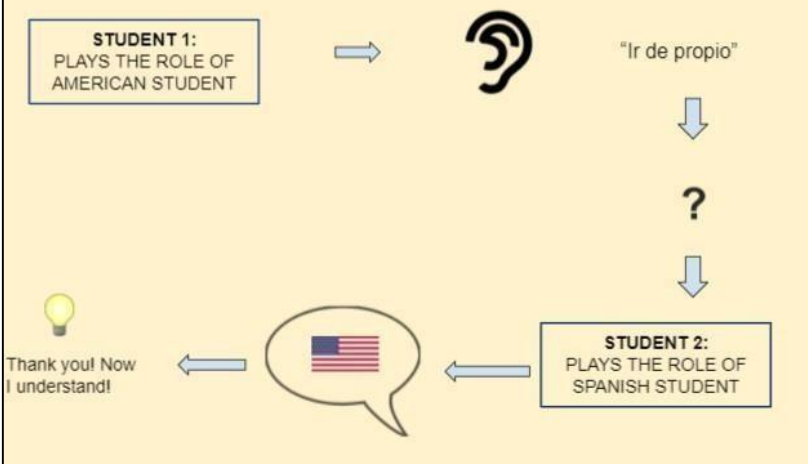 STUDENT 1:
PLAYS THE ROLE OF
AMERICAN STUDENT
“Ir de propio”
?
STUDENT 2:
PLAYS THE ROLE OF
SPANISH STUDENT
Thank you! Now
I understand!